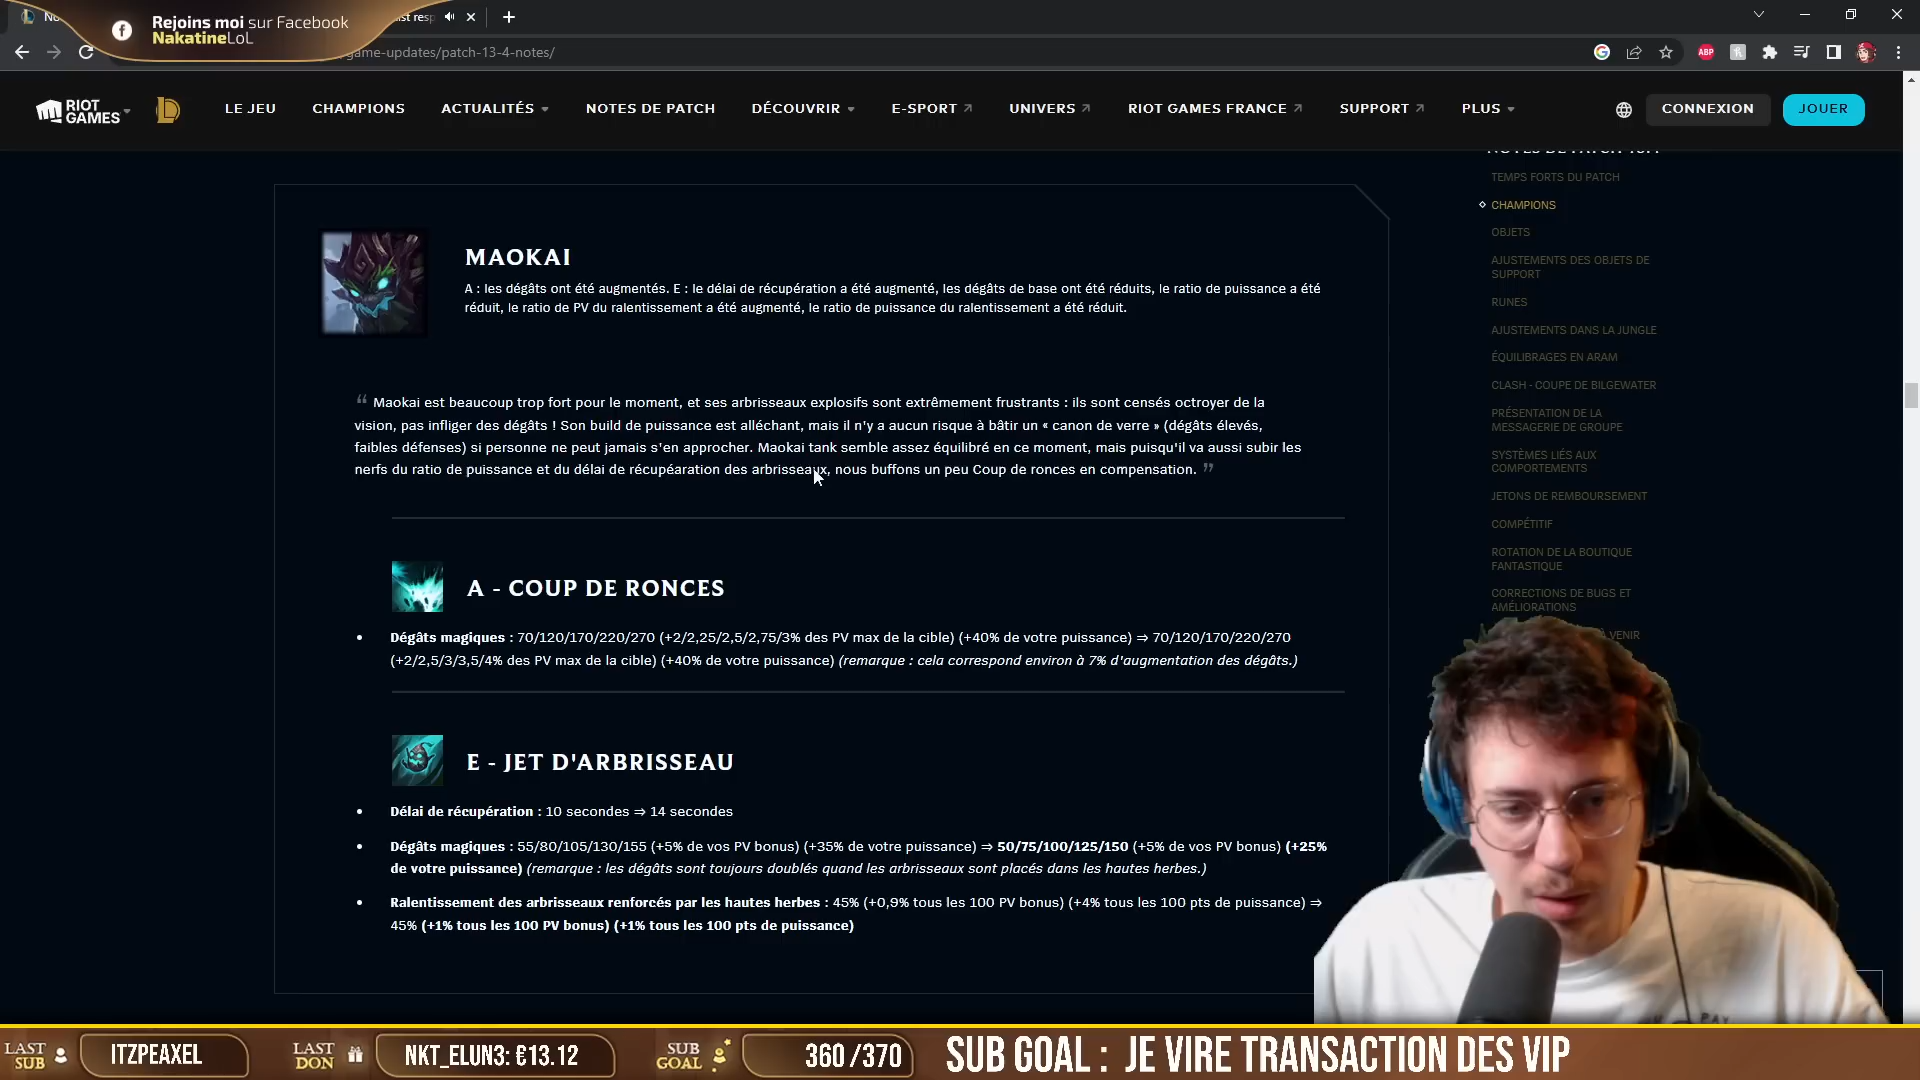 Rejoins moi sur Facebook
NakatineLoL
game-updates/patch-13-4-notes/
ABP
RIOT GAMES
LE JEU
CHAMPIONS
ACTUALITÉS
NOTES DE PATCH
DÉCOUVRIR
E-SPORT
UNIVERS
RIOT GAMES FRANCE
SUPPORT
PLUS
CONNEXION
JOUER
TEMPS FORTS DU PATCH
CHAMPIONS
OBJETS
AJUSTEMENTS DES OBJETS DE
SUPPORT
RUNES
AJUSTEMENTS DANS LA JUNGLE
ÉQUILIBRAGES EN ARAM
CLASH - COUPE DE BILGEWATER
PRÉSENTATION DE LA
MESSAGERIE DE GROUPE
SYSTÈMES LIÉS AUX
COMPORTEMENTS
JETONS DE REMBOURSEMENT
COMPÉTITIF
ROTATION DE LA BOUTIQUE
FANTASTIQUE
CORRECTIONS DE BUGS ET
AMÉLIORATIONS
À VENIR
MAOKAI
A : les dégâts ont été augmentés. E : le délai de récupération a été augmenté, les dégâts de base ont été réduits, le ratio de puissance a été
réduit, le ratio de PV du ralentissement a été augmenté, le ratio de puissance du ralentissement a été réduit.
“ Maokai est beaucoup trop fort pour le moment, et ses arbrisseaux explosifs sont extrêmement frustrants : ils sont censés octroyer de la
vision, pas infliger des dégâts ! Son build de puissance est alléchant, mais il n'y a aucun risque à bâtir un « canon de verre » (dégâts élevés,
faibles défenses) si personne ne peut jamais s'en approcher. Maokai tank semble assez équilibré en ce moment, mais puisqu'il va aussi subir les
nerfs du ratio de puissance et du délai de récupéaration des arbrisseaux, nous buffons un peu Coup de ronces en compensation. ”
A - COUP DE RONCES
• Dégâts magiques : 70/120/170/220/270 (+2/2,25/2,5/2,75/3% des PV max de la cible) (+40% de votre puissance) ⇒ 70/120/170/220/270
(+2/2,5/3/3,5/4% des PV max de la cible) (+40% de votre puissance) (remarque : cela correspond environ à 7% d'augmentation des dégâts.)
E - JET D'ARBRISSEAU
• Délai de récupération : 10 secondes ⇒ 14 secondes
• Dégâts magiques : 55/80/105/130/155 (+5% de vos PV bonus) (+35% de votre puissance) ⇒ 50/75/100/125/150 (+5% de vos PV bonus) (+25%
de votre puissance) (remarque : les dégâts sont toujours doublés quand les arbrisseaux sont placés dans les hautes herbes.)
• Ralentissement des arbrisseaux renforcés par les hautes herbes : 45% (+0,9% tous les 100 PV bonus) (+4% tous les 100 pts de puissance) ⇒
45% (+1% tous les 100 PV bonus) (+1% tous les 100 pts de puissance)
LAST SUB
ITZPEAXEL
LAST DON
NKT_ELUN3: €13.12
SUB GOAL
360 /370
SUB GOAL : JE VIRE TRANSACTION DES VIP